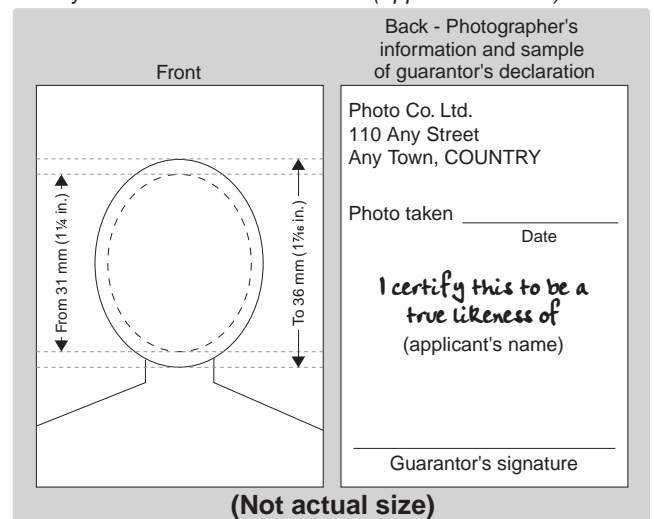 Front
From 31 mm (1¼ in.)
To 36 mm (1⁷⁄₁₆ in.)
Back - Photographer's
information and sample
of guarantor's declaration
Photo Co. Ltd.
110 Any Street
Any Town, COUNTRY
Photo taken
Date
I certify this to be a
true likeness of
(applicant's name)
Guarantor's signature
(Not actual size)